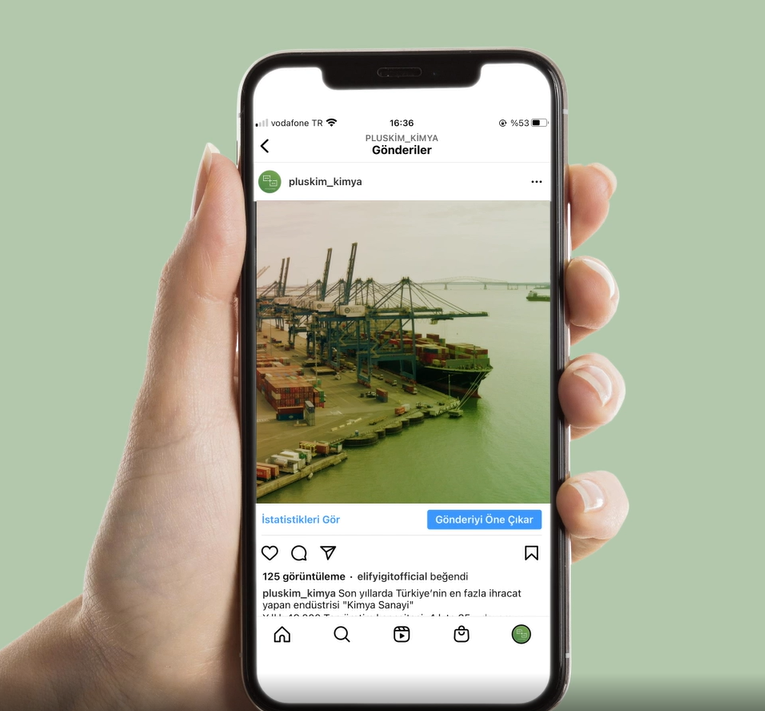 vodafone TR 16:36 %53
PLUSKİM_KİMYA
Gönderiler
pluskim_kimya
İstatistikleri Gör Gönderiyi Öne Çıkar
125 görüntüleme · elifyigitofficial beğendi
pluskim_kimya Son yıllarda Türkiye'nin en fazla ihracat
yapan endüstrisi "Kimya Sanayi"